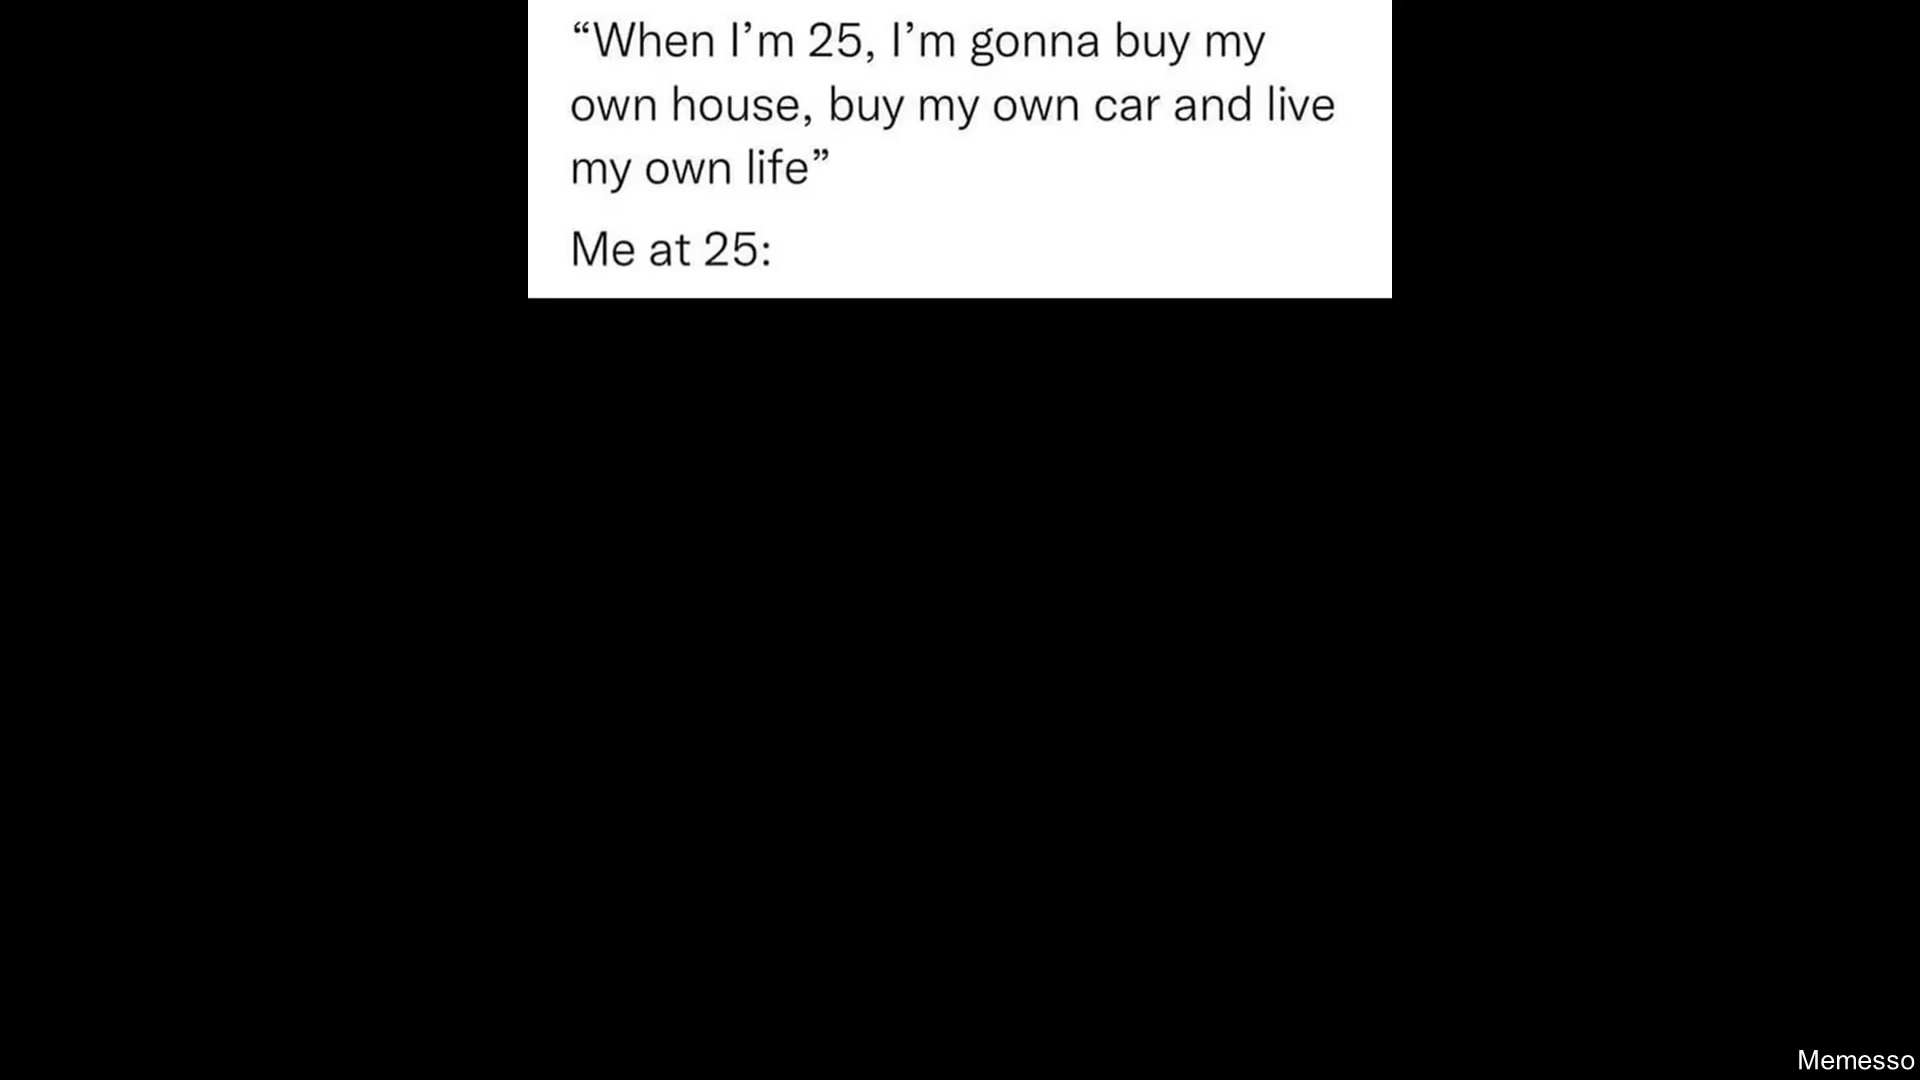 “When I’m 25, I’m gonna buy my
own house, buy my own car and live
my own life”
Me at 25:
Memesso